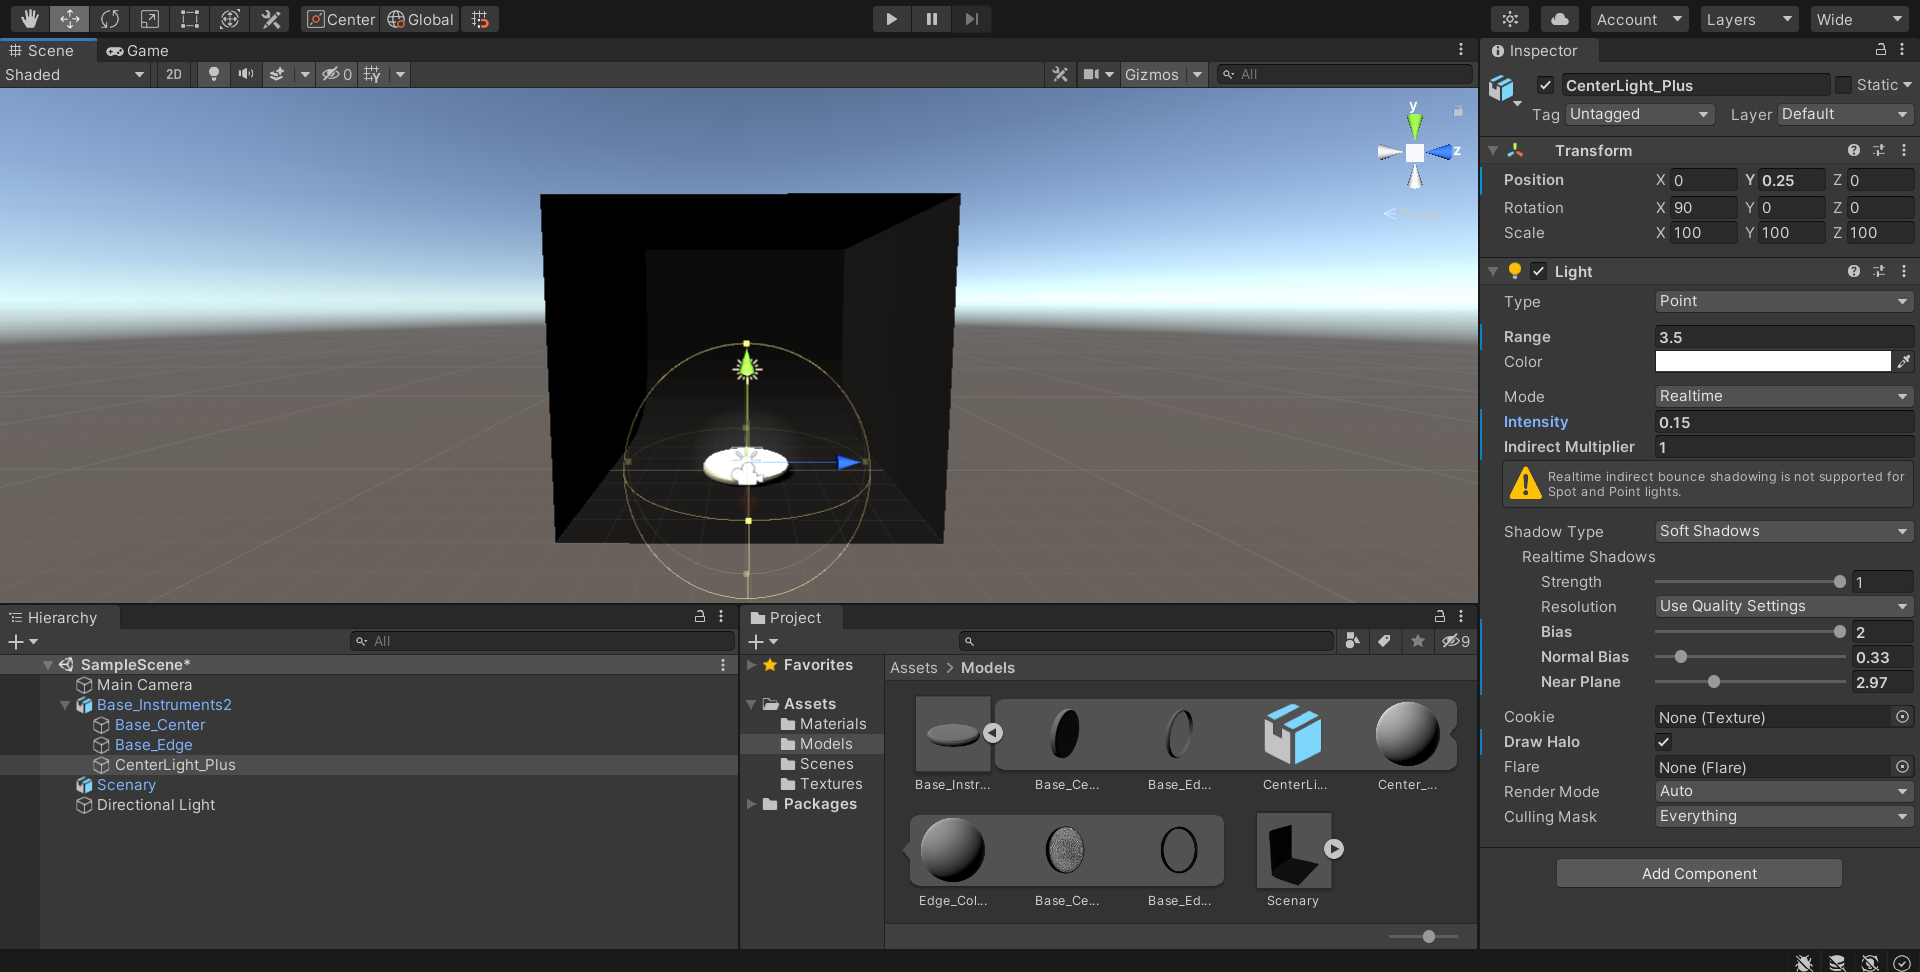 Center
Global
Account
Layers
Wide
Scene
Game
Shaded
2D
0
Gizmos
All
y
z
Hierarchy
All
SampleScene*
Main Camera
Base_Instruments2
Base_Center
Base_Edge
CenterLight_Plus
Scenary
Directional Light
Project
9
Favorites
Assets
Materials
Models
Scenes
Textures
Packages
Assets > Models
Base_Instr...
Base_Ce...
Base_Ed...
CenterLi...
Center_...
Edge_Col...
Base_Ce...
Base_Ed...
Scenary
Inspector
CenterLight_Plus
Static
Tag Untagged
Layer Default
Transform
Position X 0 Y 0.25 Z 0
Rotation X 90 Y 0 Z 0
Scale X 100 Y 100 Z 100
Light
Type Point
Range 3.5
Color
Mode Realtime
Intensity 0.15
Indirect Multiplier 1
Realtime indirect bounce shadowing is not supported for
Spot and Point lights.
Shadow Type Soft Shadows
Realtime Shadows
Strength 1
Resolution Use Quality Settings
Bias 2
Normal Bias 0.33
Near Plane 2.97
Cookie None (Texture)
Draw Halo
Flare None (Flare)
Render Mode Auto
Culling Mask Everything
Add Component